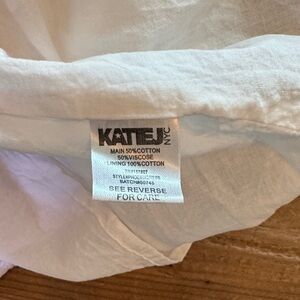 KATIEJ NYC
MAIN 50%COTTON
50%VISCOSE
LINING 100%COTTON
SEE REVERSE
FOR CARE